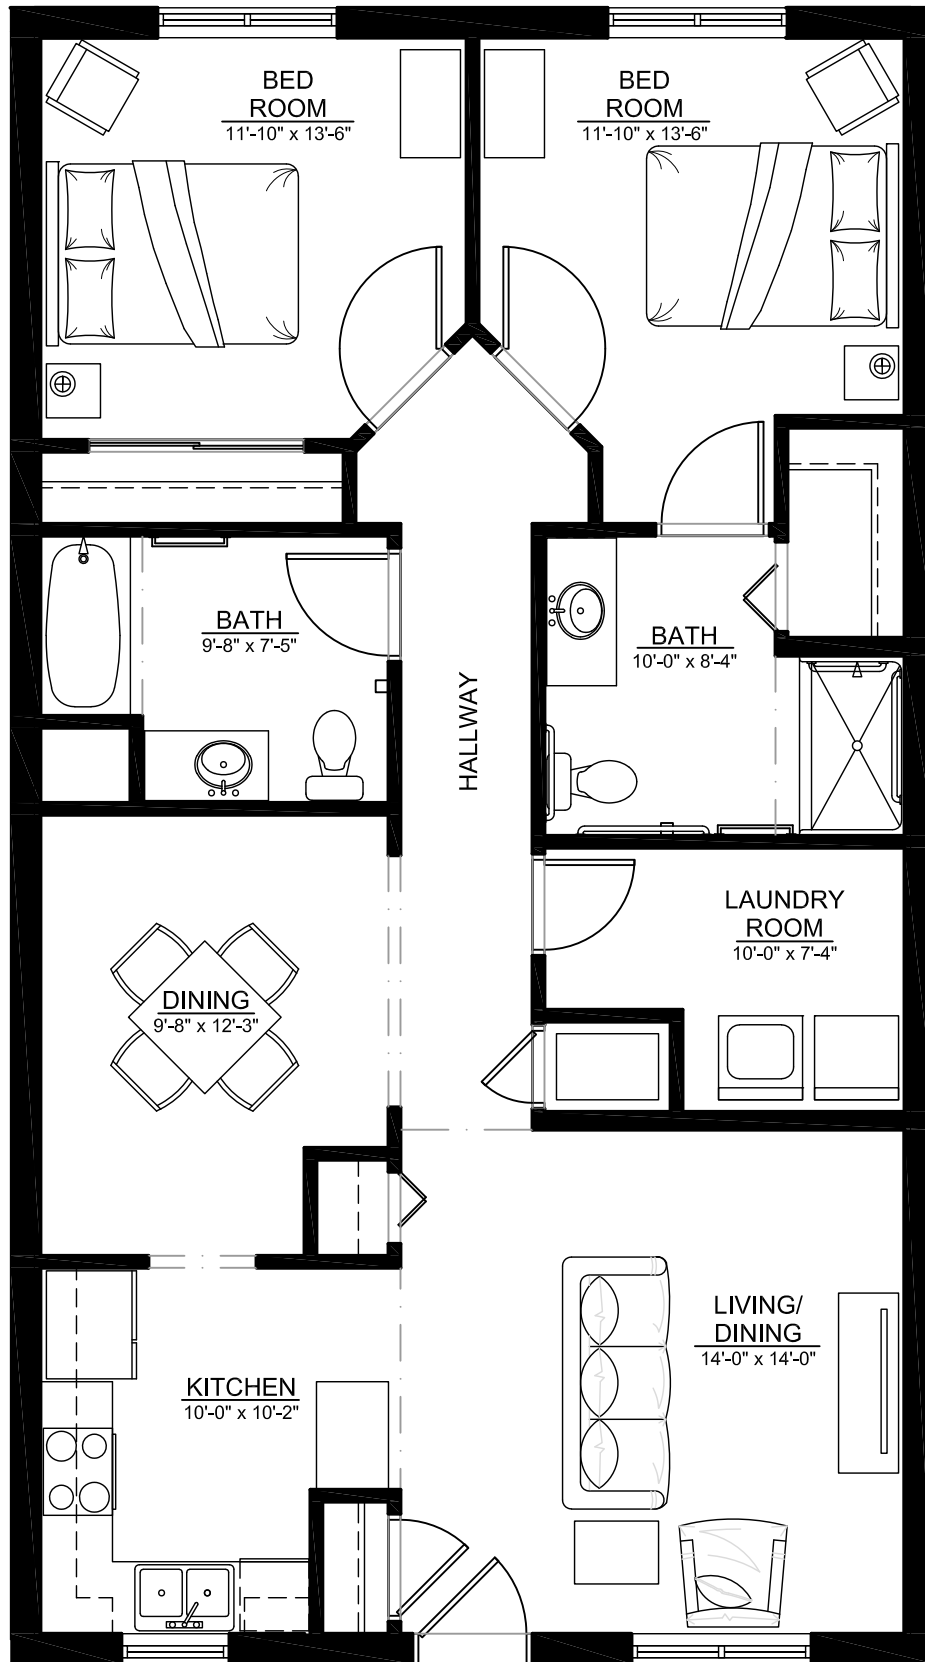 BED
ROOM
11'-10" x 13'-6"
BED
ROOM
11'-10" x 13'-6"
BATH
9'-8" x 7'-5"
BATH
10'-0" x 8'-4"
HALLWAY
LAUNDRY
ROOM
10'-0" x 7'-4"
DINING
9'-8" x 12'-3"
LIVING/
DINING
14'-0" x 14'-0"
KITCHEN
10'-0" x 10'-2"